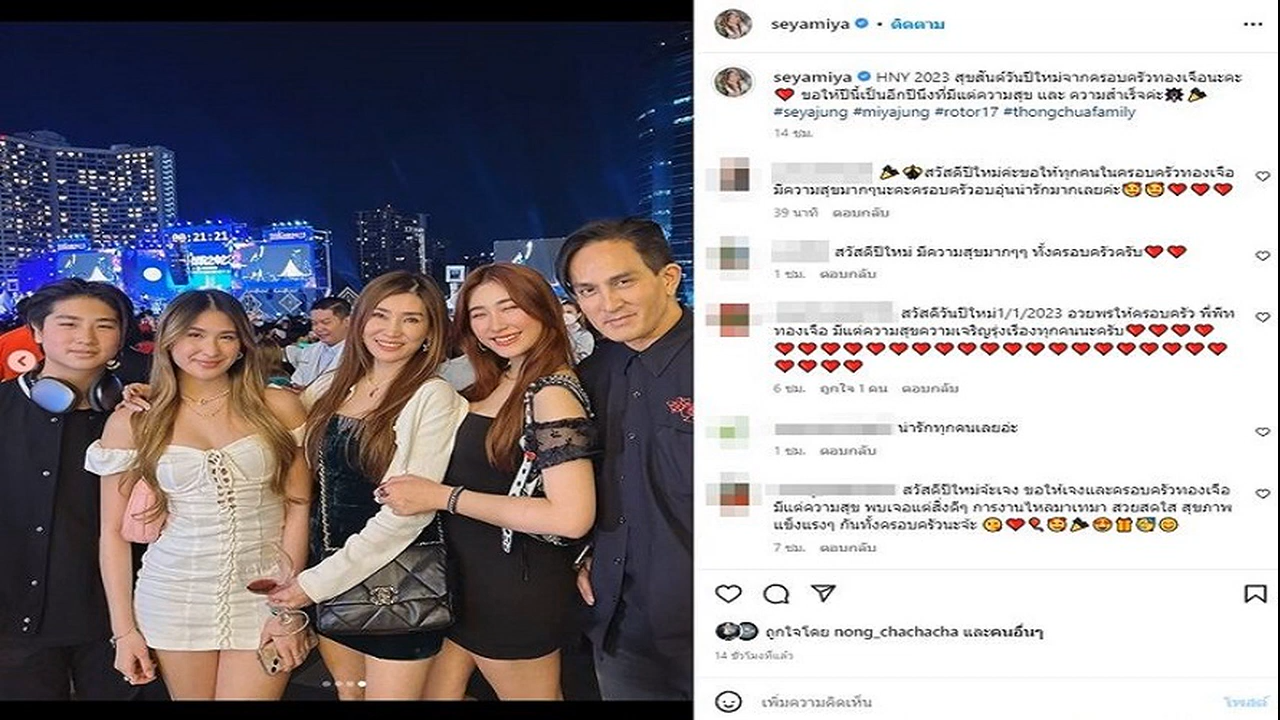 00:21:21
seyamiya • ติดตาม
seyamiya HNY 2023 สุขสันต์วันปีใหม่จากครอบครัวทองเจือนะคะ
❤️ ขอให้ปีนี้เป็นอีกปีนึงที่มีแต่ความสุข และ ความสำเร็จค่ะ🎆🎉
#seyajung #miyajung #rotor17 #thongchuafamily
14 ชม.
สวัสดีปีใหม่ค่ะขอให้ทุกคนในครอบครัวทองเจือ
มีความสุขมากๆนะคะครอบครัวอบอุ่นน่ารักมากเลยค่ะ🥰🥰❤️❤️❤️
39 นาที ตอบกลับ
สวัสดีปีใหม่ มีความสุขมากๆๆ ทั้งครอบครัวครับ❤️❤️
1 ชม. ตอบกลับ
สวัสดีวันปีใหม่1/1/2023 อวยพรให้ครอบครัว พี่พีท
ทองเจือ มีแต่ความสุขความเจริญรุ่งเรืองทุกคนนะครับ❤️❤️❤️❤️
❤️❤️❤️❤️❤️❤️❤️❤️❤️❤️❤️❤️❤️❤️❤️❤️❤️❤️❤️❤️
❤️❤️❤️❤️
6 ชม. ถูกใจ 1 คน ตอบกลับ
น่ารักทุกคนเลยอ่ะ
1 ชม. ตอบกลับ
สวัสดีปีใหม่จ้ะเจง ขอให้เจงและครอบครัวทองเจือ
มีแต่ความสุข พบเจอแต่สิ่งดีๆ การงานไหลมาเทมา สวยสดใส สุขภาพ
แข็งแรงๆ กันทั้งครอบครัวนะจ้ะ
7 ชม. ตอบกลับ
ถูกใจโดย nong_chachacha และคนอื่นๆ
14 ชั่วโมงที่แล้ว
เพิ่มความคิดเห็น โพสต์